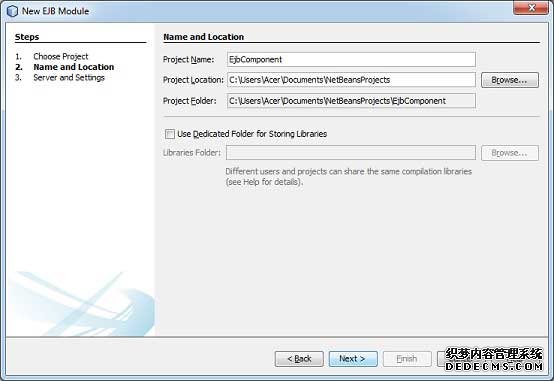 New EJB Module
Steps
1. Choose Project
2. Name and Location
3. Server and Settings
Name and Location
Project Name: EjbComponent
Project Location: C:\Users\Acer\Documents\NetBeansProjects Browse...
Project Folder: C:\Users\Acer\Documents\NetBeansProjects\EjbComponent
Use Dedicated Folder for Storing Libraries
Libraries Folder: Browse...
Different users and projects can share the same compilation libraries
(see Help for details).
< Back Next > Finish
织梦内容管理系统
DEDECMS.COM